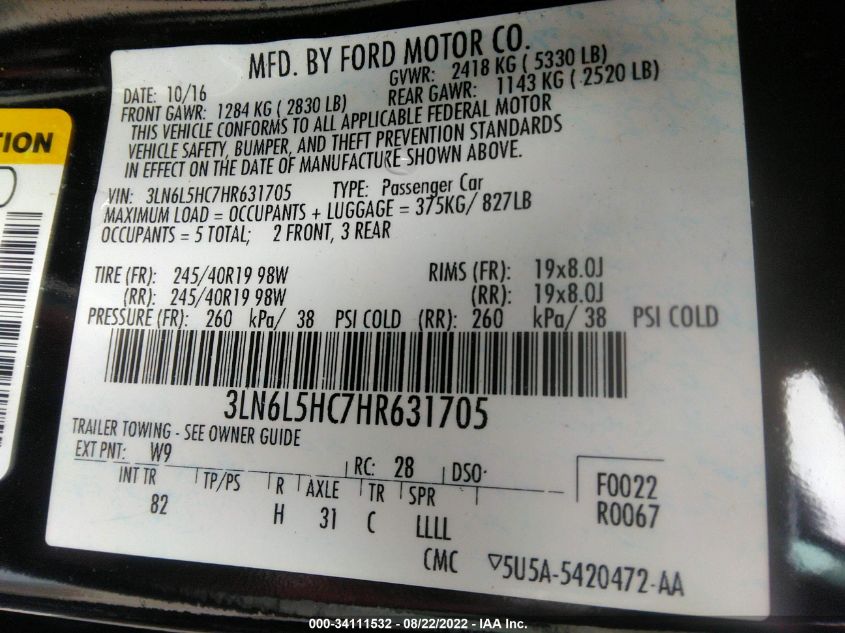 MFD. BY FORD MOTOR CO.
DATE: 10/16 GVWR: 2418 KG ( 5330 LB)
FRONT GAWR: 1284 KG ( 2830 LB) REAR GAWR: 1143 KG ( 2520 LB)
THIS VEHICLE CONFORMS TO ALL APPLICABLE FEDERAL MOTOR
VEHICLE SAFETY, BUMPER, AND THEFT PREVENTION STANDARDS
IN EFFECT ON THE DATE OF MANUFACTURE SHOWN ABOVE.
VIN: 3LN6L5HC7HR631705 TYPE: Passenger Car
MAXIMUM LOAD = OCCUPANTS + LUGGAGE = 375KG/ 827LB
OCCUPANTS = 5 TOTAL; 2 FRONT, 3 REAR
TIRE (FR): 245/40R19 98W RIMS (FR): 19x8.0J
(RR): 245/40R19 98W (RR): 19x8.0J
PRESSURE (FR): 260 kPa/ 38 PSI COLD (RR): 260 kPa/ 38 PSI COLD
3LN6L5HC7HR631705
TRAILER TOWING - SEE OWNER GUIDE
EXT PNT: W9 RC: 28 DSO:
INT TR TP/PS R AXLE TR SPR
82 H 31 C LLLL
F0022
R0067
CMC ▽5U5A-5420472-AA
TION
000-34111532 - 08/22/2022 - IAA Inc.